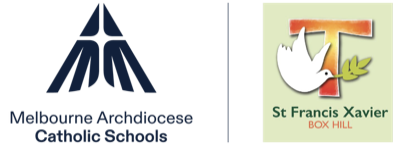 Melbourne Archdiocese
Catholic Schools
T
St Francis Xavier
BOX HILL